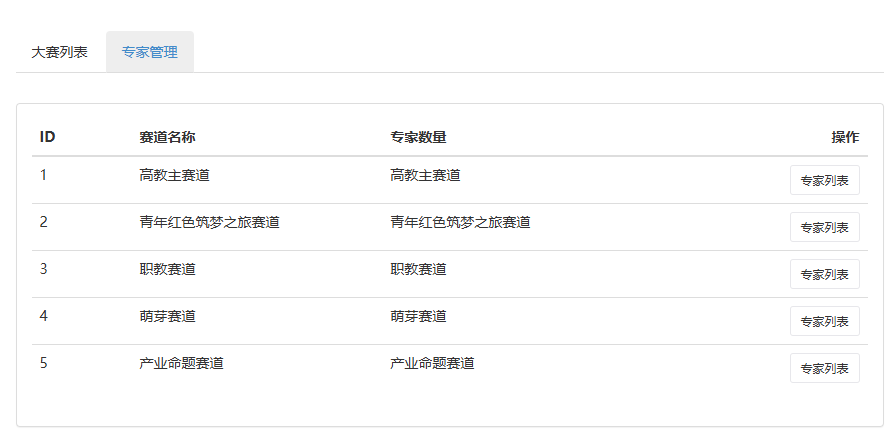 大赛列表 专家管理
ID 赛道名称 专家数量 操作
1 高教主赛道 高教主赛道 专家列表
2 青年红色筑梦之旅赛道 青年红色筑梦之旅赛道 专家列表
3 职教赛道 职教赛道 专家列表
4 萌芽赛道 萌芽赛道 专家列表
5 产业命题赛道 产业命题赛道 专家列表